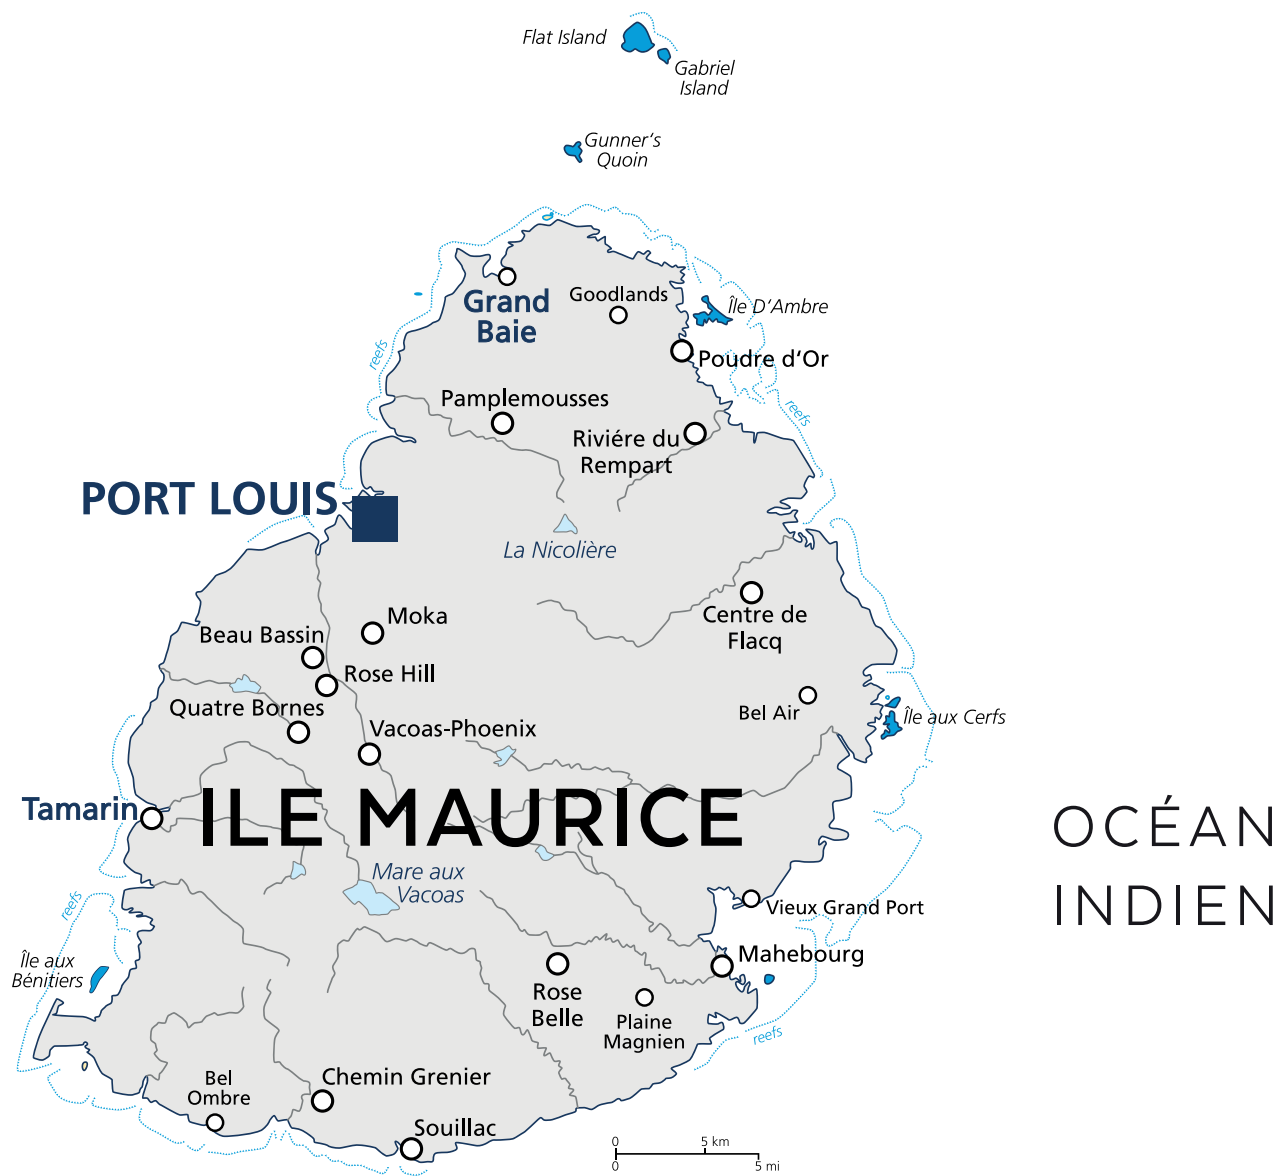 Flat Island
Gabriel
Island
Gunner's
Quoin
Grand
Baie
Goodlands
Île D'Ambre
reefs
Poudre d'Or
Pamplemousses
reefs
Riviére du
Rempart
PORT LOUIS
La Nicolière
Moka
Centre de
Flacq
Beau Bassin
Rose Hill
Quatre Bornes
Bel Air
Île aux Cerfs
Vacoas-Phoenix
Tamarin
ILE MAURICE
OCÉAN
INDIEN
Mare aux
Vacoas
reefs
Vieux Grand Port
Mahebourg
Île aux
Bénitiers
Rose
Belle
Plaine
Magnien
reefs
Bel
Ombre
Chemin Grenier
Souillac
0 5 km
0 5 mi